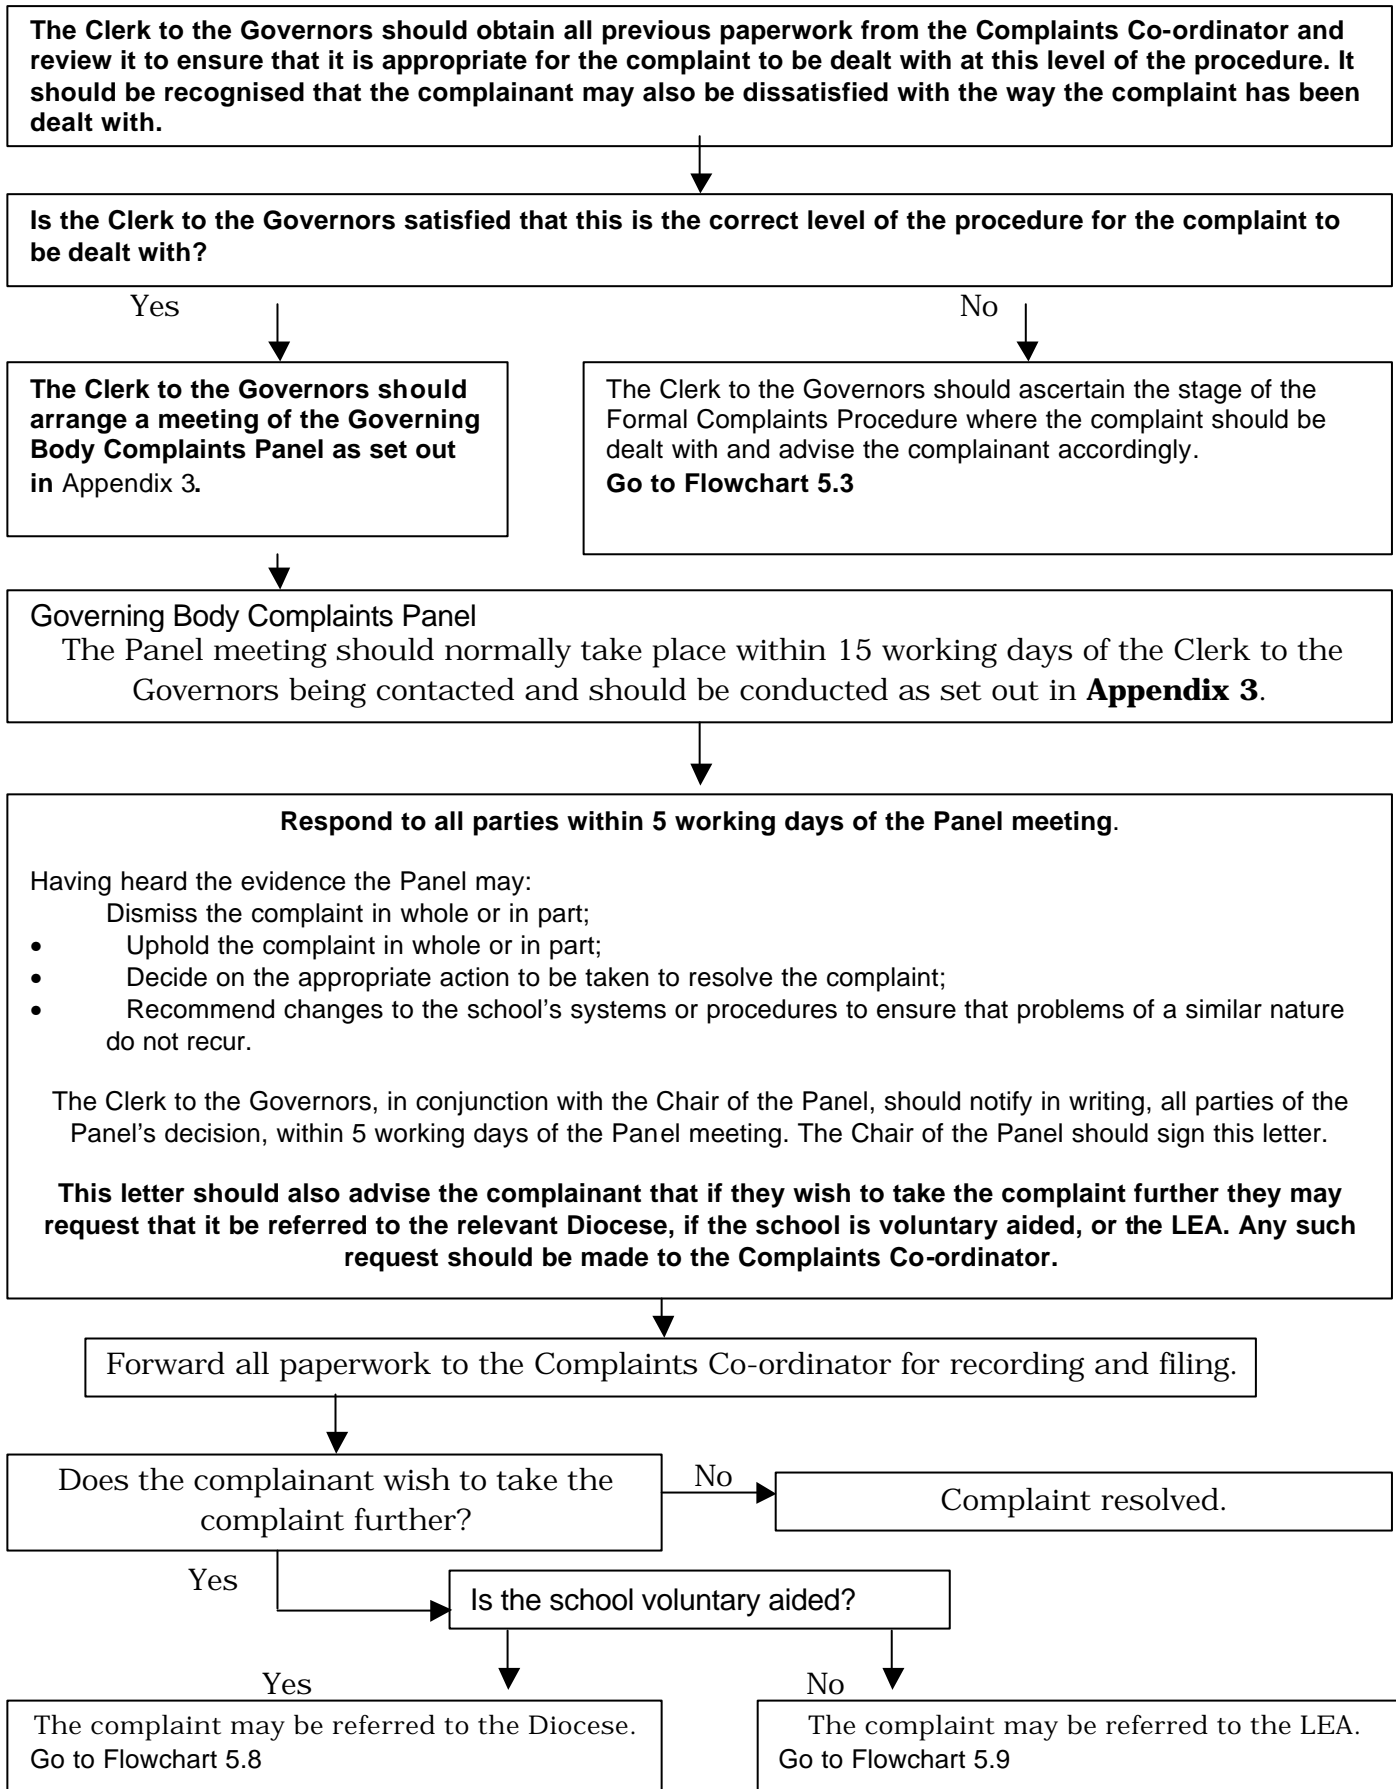 The Clerk to the Governors should obtain all previous paperwork from the Complaints Co-ordinator and
review it to ensure that it is appropriate for the complaint to be dealt with at this level of the procedure. It
should be recognised that the complainant may also be dissatisfied with the way the complaint has been
dealt with.
Is the Clerk to the Governors satisfied that this is the correct level of the procedure for the complaint to
be dealt with?
Yes
No
The Clerk to the Governors should
arrange a meeting of the Governing
Body Complaints Panel as set out
in Appendix 3.
The Clerk to the Governors should ascertain the stage of the
Formal Complaints Procedure where the complaint should be
dealt with and advise the complainant accordingly.
Go to Flowchart 5.3
Governing Body Complaints Panel
The Panel meeting should normally take place within 15 working days of the Clerk to the
Governors being contacted and should be conducted as set out in Appendix 3.
Respond to all parties within 5 working days of the Panel meeting.
Having heard the evidence the Panel may:
Dismiss the complaint in whole or in part;
• Uphold the complaint in whole or in part;
• Decide on the appropriate action to be taken to resolve the complaint;
• Recommend changes to the school's systems or procedures to ensure that problems of a similar nature
do not recur.
The Clerk to the Governors, in conjunction with the Chair of the Panel, should notify in writing, all parties of the
Panel's decision, within 5 working days of the Panel meeting. The Chair of the Panel should sign this letter.
This letter should also advise the complainant that if they wish to take the complaint further they may
request that it be referred to the relevant Diocese, if the school is voluntary aided, or the LEA. Any such
request should be made to the Complaints Co-ordinator.
Forward all paperwork to the Complaints Co-ordinator for recording and filing.
Does the complainant wish to take the
complaint further?
No
Complaint resolved.
Yes
Is the school voluntary aided?
Yes
No
The complaint may be referred to the Diocese.
Go to Flowchart 5.8
The complaint may be referred to the LEA.
Go to Flowchart 5.9